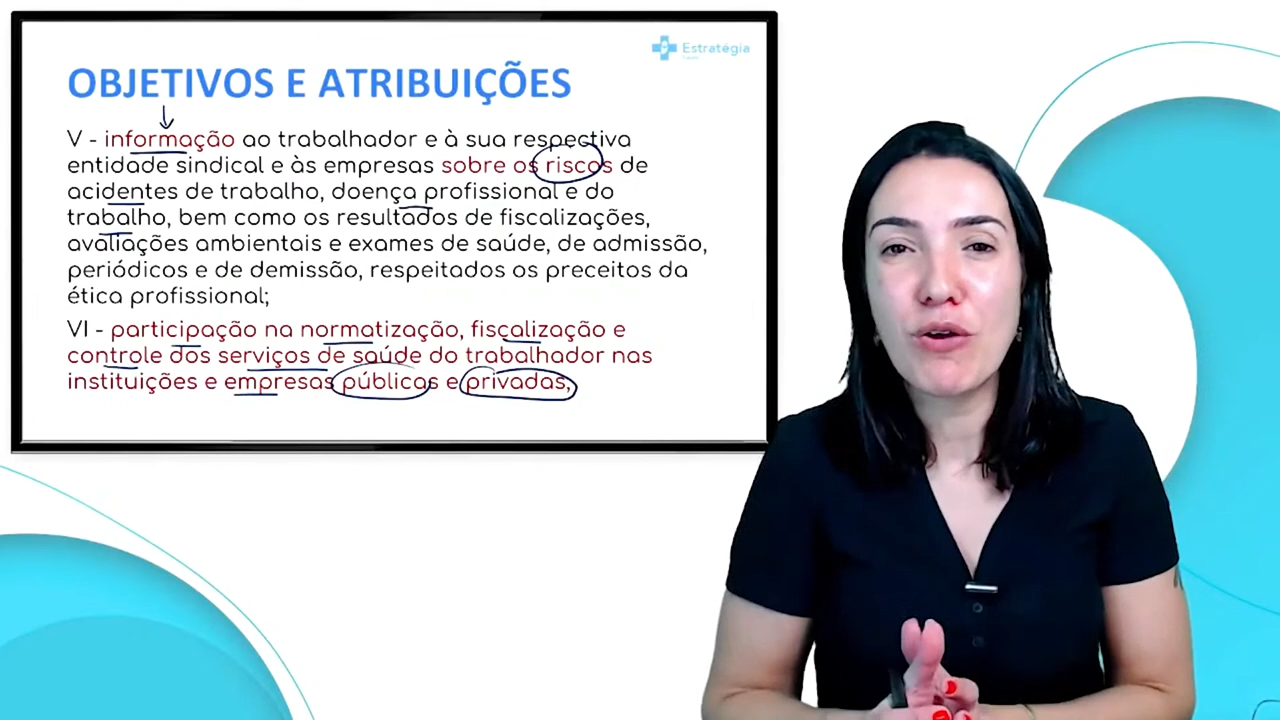 Estratégia
OBJETIVOS E ATRIBUIÇÕES
V - informação ao trabalhador e à sua respectiva
entidade sindical e às empresas sobre os riscos de
acidentes de trabalho, doença profissional e do
trabalho, bem como os resultados de fiscalizações,
avaliações ambientais e exames de saúde, de admissão,
periódicos e de demissão, respeitados os preceitos da
ética profissional;
VI - participação na normatização, fiscalização e
controle dos serviços de saúde do trabalhador nas
instituições e empresas públicas e privadas;